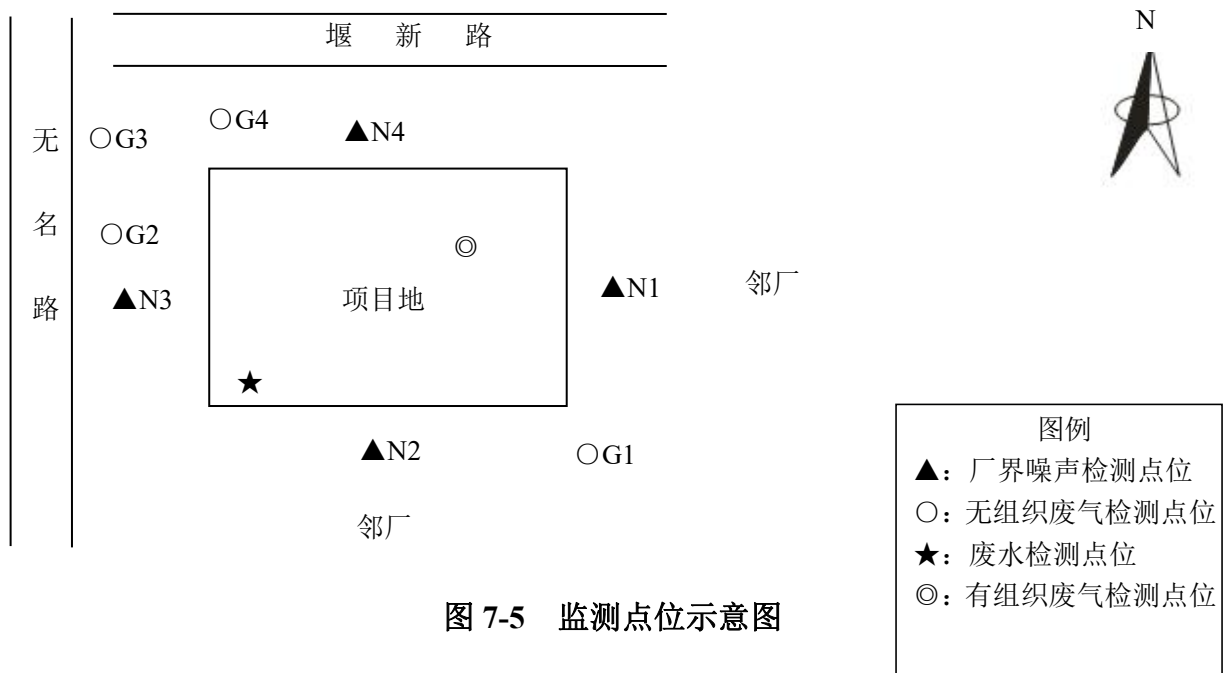 堰 新 路
N
无名路
○G3
○G4
▲N4
○G2
◎
▲N3
项目地
▲N1
邻厂
★
▲N2
○G1
邻厂
图例
▲：厂界噪声检测点位
○：无组织废气检测点位
★：废水检测点位
◎：有组织废气检测点位
图 7-5 监测点位示意图